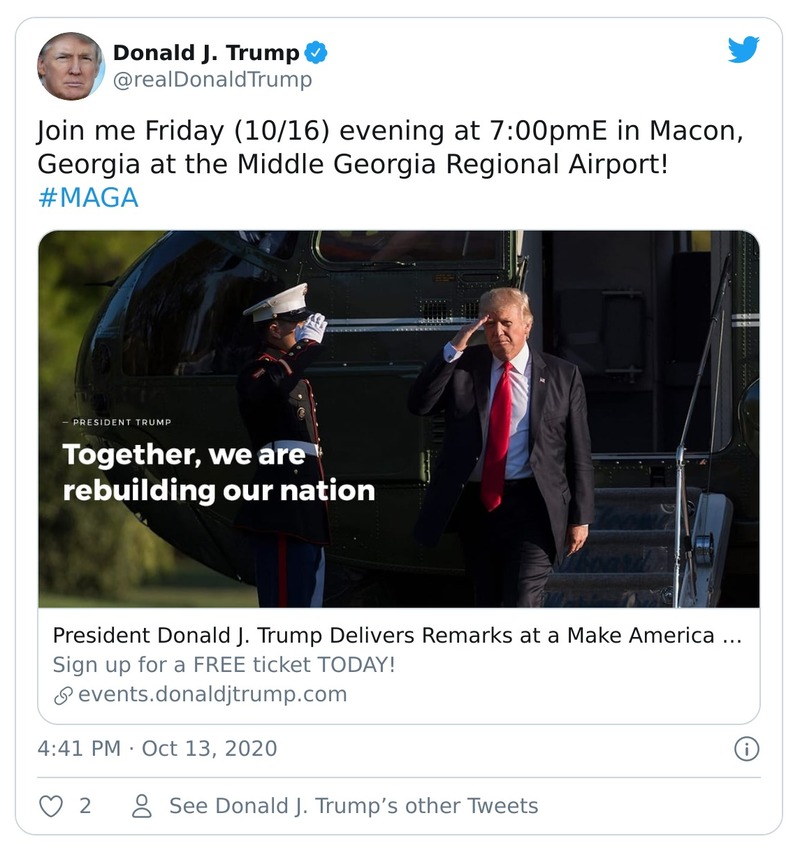 Donald J. Trump
@realDonaldTrump
Join me Friday (10/16) evening at 7:00pmE in Macon,
Georgia at the Middle Georgia Regional Airport!
#MAGA
– PRESIDENT TRUMP
Together, we are
rebuilding our nation
President Donald J. Trump Delivers Remarks at a Make America ...
Sign up for a FREE ticket TODAY!
events.donaldjtrump.com
4:41 PM · Oct 13, 2020
2 See Donald J. Trump’s other Tweets